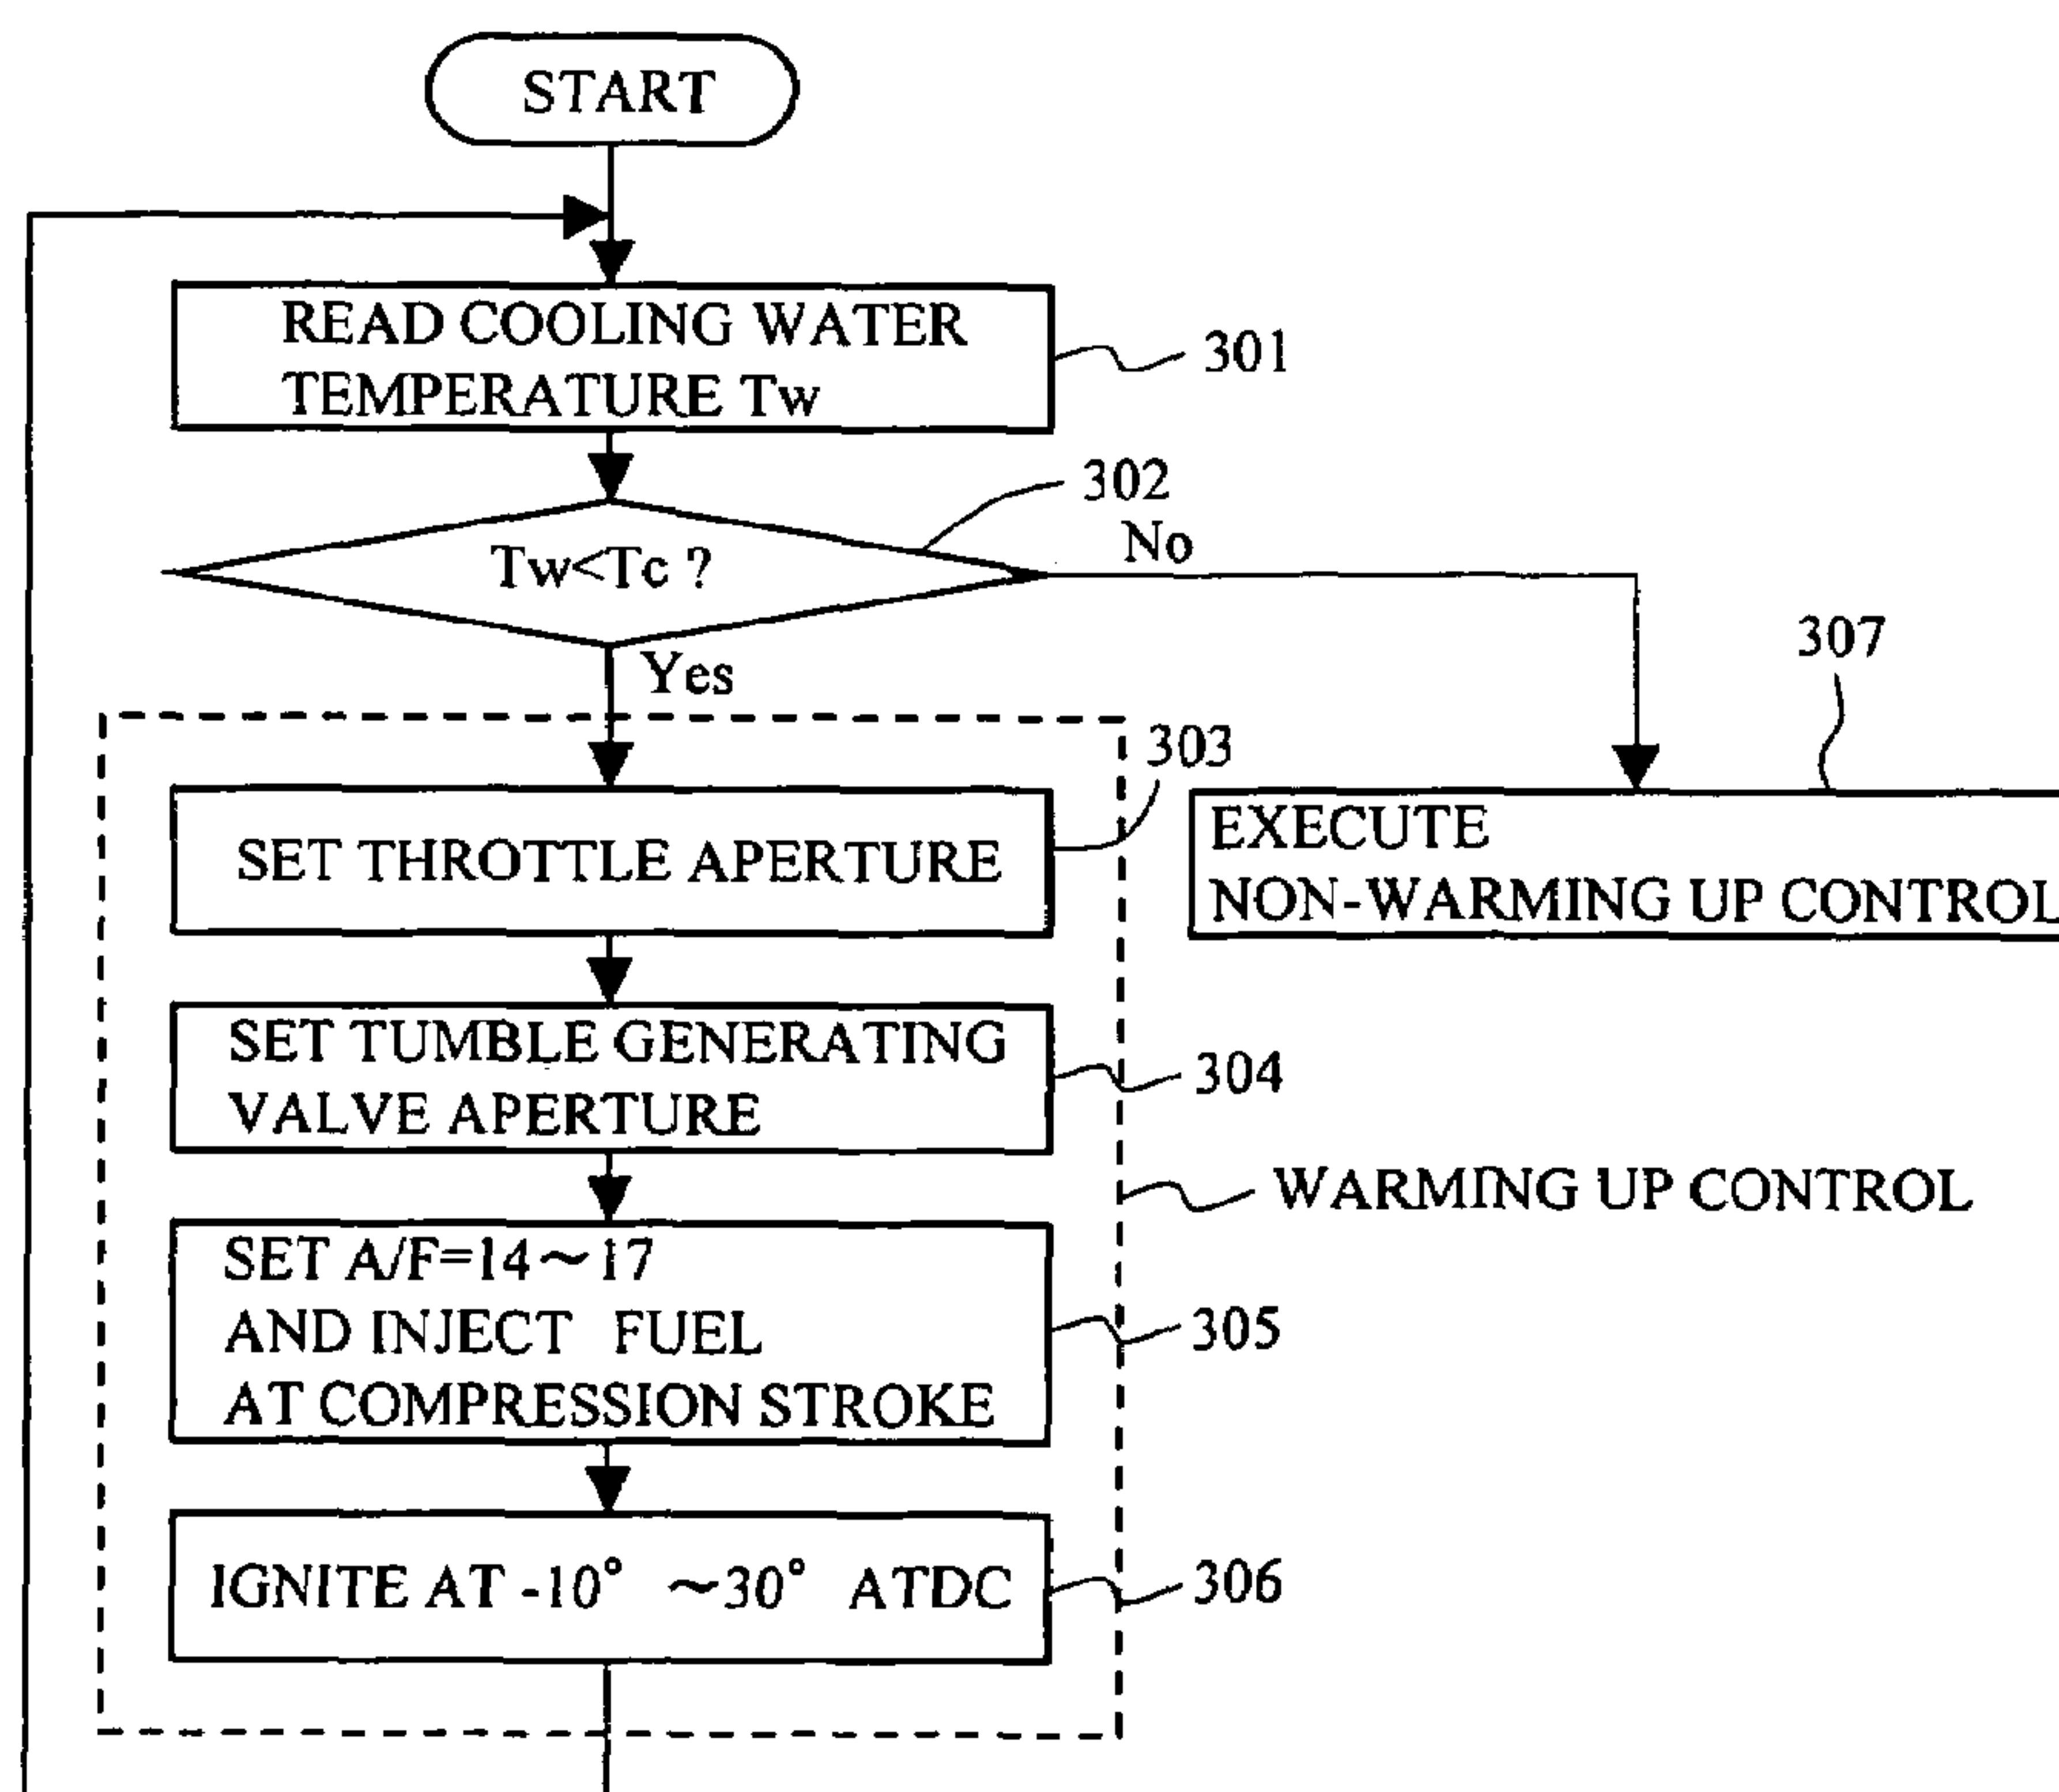 START
READ COOLING WATER
TEMPERATURE Tw
301
302
Tw<Tc ?
No
Yes
307
303
SET THROTTLE APERTURE
EXECUTE
NON-WARMING UP CONTROL
SET TUMBLE GENERATING
VALVE APERTURE
304
WARMING UP CONTROL
SET A/F=14~17
AND INJECT FUEL
AT COMPRESSION STROKE
305
IGNITE AT -10° ~30° ATDC
306